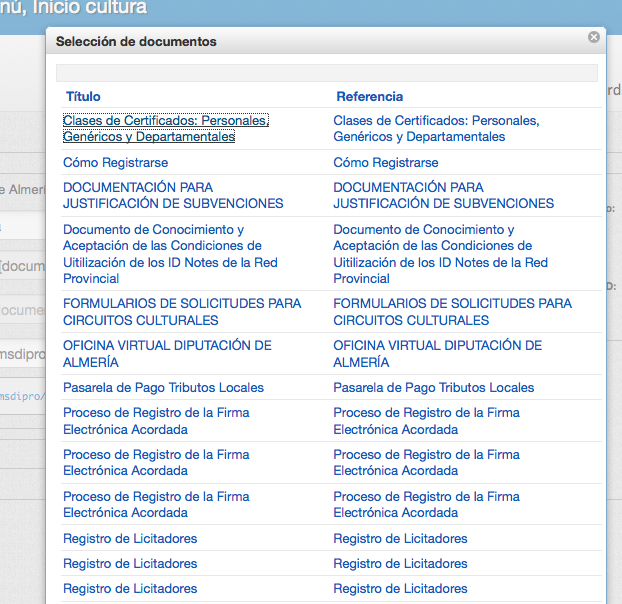 nú, Inicio cultura
Selección de documentos
Título Referencia
Clases de Certificados: Personales, Clases de Certificados: Personales,
Genéricos y Departamentales Genéricos y Departamentales
Cómo Registrarse Cómo Registrarse
DOCUMENTACIÓN PARA DOCUMENTACIÓN PARA
JUSTIFICACIÓN DE SUBVENCIONES JUSTIFICACIÓN DE SUBVENCIONES
Documento de Conocimiento y Documento de Conocimiento y
Aceptación de las Condiciones de Aceptación de las Condiciones de
Uitilización de los ID Notes de la Red Uitilización de los ID Notes de la Red
Provincial Provincial
FORMULARIOS DE SOLICITUDES PARA FORMULARIOS DE SOLICITUDES PARA
CIRCUITOS CULTURALES CIRCUITOS CULTURALES
OFICINA VIRTUAL DIPUTACIÓN DE OFICINA VIRTUAL DIPUTACIÓN DE
ALMERÍA ALMERÍA
Pasarela de Pago Tributos Locales Pasarela de Pago Tributos Locales
Proceso de Registro de la Firma Proceso de Registro de la Firma
Electrónica Acordada Electrónica Acordada
Proceso de Registro de la Firma Proceso de Registro de la Firma
Electrónica Acordada Electrónica Acordada
Proceso de Registro de la Firma Proceso de Registro de la Firma
Electrónica Acordada Electrónica Acordada
Registro de Licitadores Registro de Licitadores
Registro de Licitadores Registro de Licitadores
Registro de Licitadores Registro de Licitadores
e Almerí
[docum
ocume
msdipro
msdipro/
rd
o:
o: